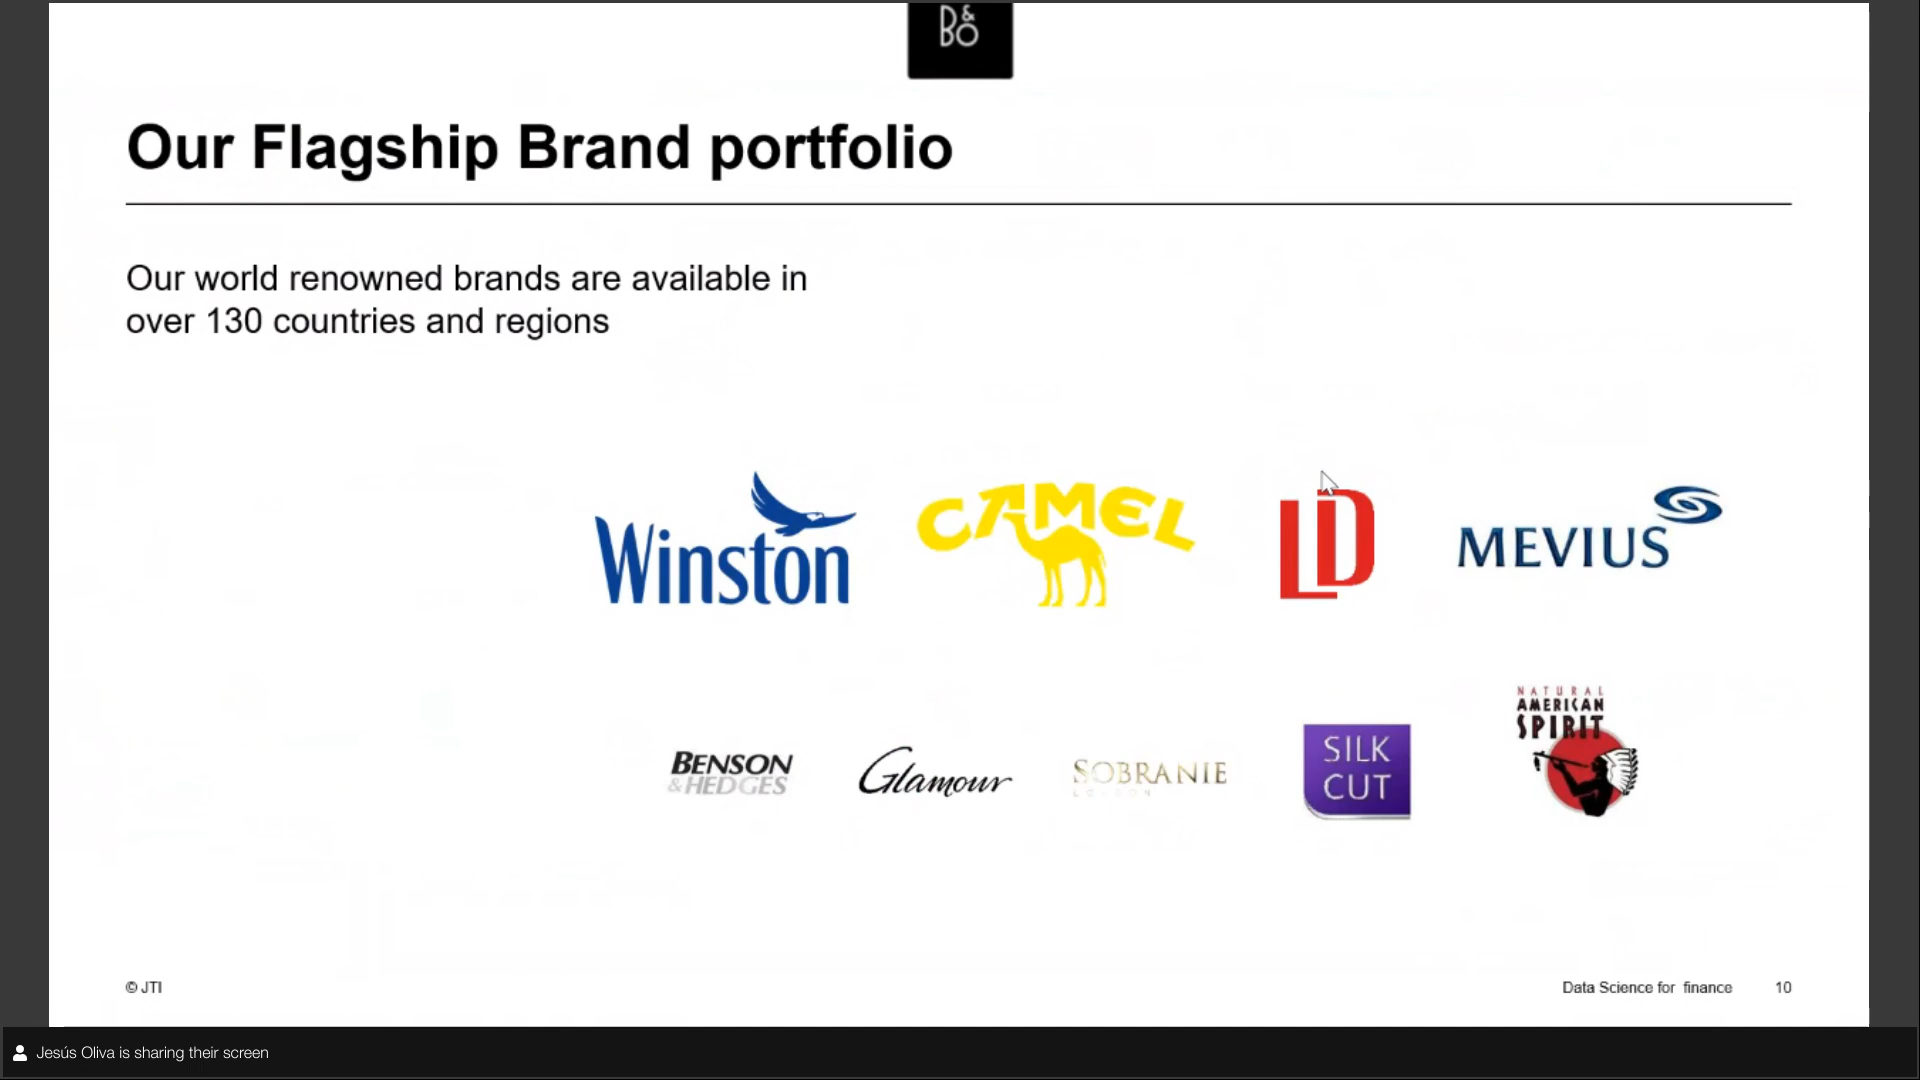 B&O
Our Flagship Brand portfolio
Our world renowned brands are available in
over 130 countries and regions
Winston
CAMEL
LD
MEVIUS
BENSON
& HEDGES
Glamour
SOBRANIE
LONDON
SILK
CUT
NATURAL
AMERICAN
SPIRIT
© JTI
Data Science for finance 10
Jesús Oliva is sharing their screen